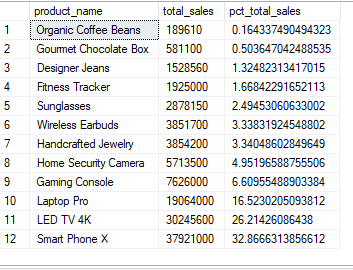 product_name total_sales pct_total_sales
1 Organic Coffee Beans 189610 0.164337490494323
2 Gourmet Chocolate Box 581100 0.503647042488535
3 Designer Jeans 1528560 1.32482313417015
4 Fitness Tracker 1925000 1.66842291652113
5 Sunglasses 2878150 2.49453060633002
6 Wireless Earbuds 3851700 3.33831924548802
7 Handcrafted Jewelry 3854200 3.34048602849649
8 Home Security Camera 5713500 4.95196588755506
9 Gaming Console 7626000 6.60955488903384
10 Laptop Pro 19064000 16.5230205093812
11 LED TV 4K 30245600 26.21426086438
12 Smart Phone X 37921000 32.8666313856612